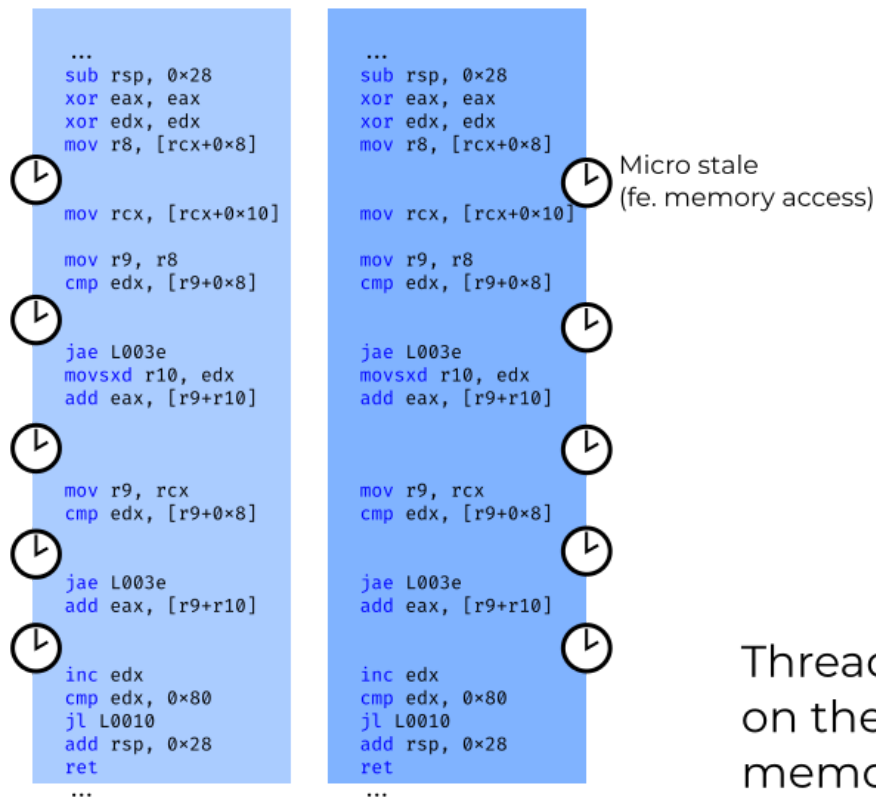 ...
sub rsp, 0×28
xor eax, eax
xor edx, edx
mov r8, [rcx+0×8]
mov rcx, [rcx+0×10]
mov r9, r8
cmp edx, [r9+0×8]
jae L003e
movsxd r10, edx
add eax, [r9+r10]
mov r9, rcx
cmp edx, [r9+0×8]
jae L003e
add eax, [r9+r10]
inc edx
cmp edx, 0×80
jl L0010
add rsp, 0×28
ret
...
...
sub rsp, 0×28
xor eax, eax
xor edx, edx
mov r8, [rcx+0×8]
mov rcx, [rcx+0×10]
mov r9, r8
cmp edx, [r9+0×8]
jae L003e
movsxd r10, edx
add eax, [r9+r10]
mov r9, rcx
cmp edx, [r9+0×8]
jae L003e
add eax, [r9+r10]
inc edx
cmp edx, 0×80
jl L0010
add rsp, 0×28
ret
...
Micro stale
(fe. memory access)
on the